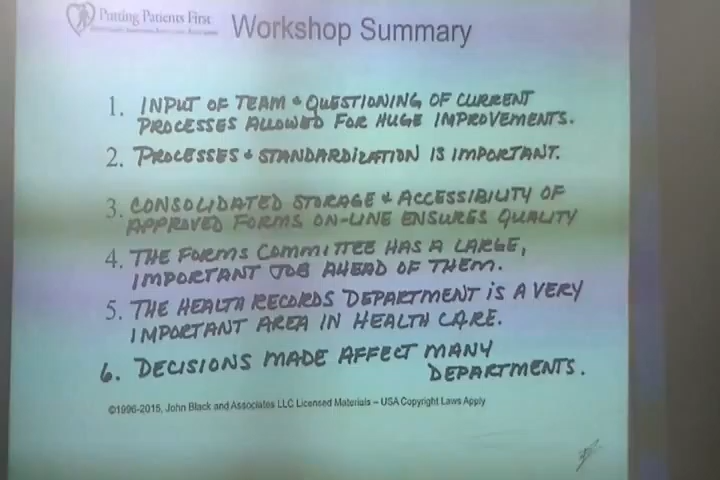 Putting Patients First
Workshop Summary
1. INPUT OF TEAM & QUESTIONING OF CURRENT
PROCESSES ALLOWED FOR HUGE IMPROVEMENTS.
2. PROCESSES & STANDARDIZATION IS IMPORTANT.
3. CONSOLIDATED STORAGE & ACCESSIBILITY OF
APPROVED FORMS ON-LINE ENSURES QUALITY
4. THE FORMS COMMITTEE HAS A LARGE,
IMPORTANT JOB AHEAD OF THEM.
5. THE HEALTH RECORDS DEPARTMENT IS A VERY
IMPORTANT AREA IN HEALTH CARE.
6. DECISIONS MADE AFFECT MANY
DEPARTMENTS.
©1996-2015, John Black and Associates LLC Licensed Materials – USA Copyright Laws Apply